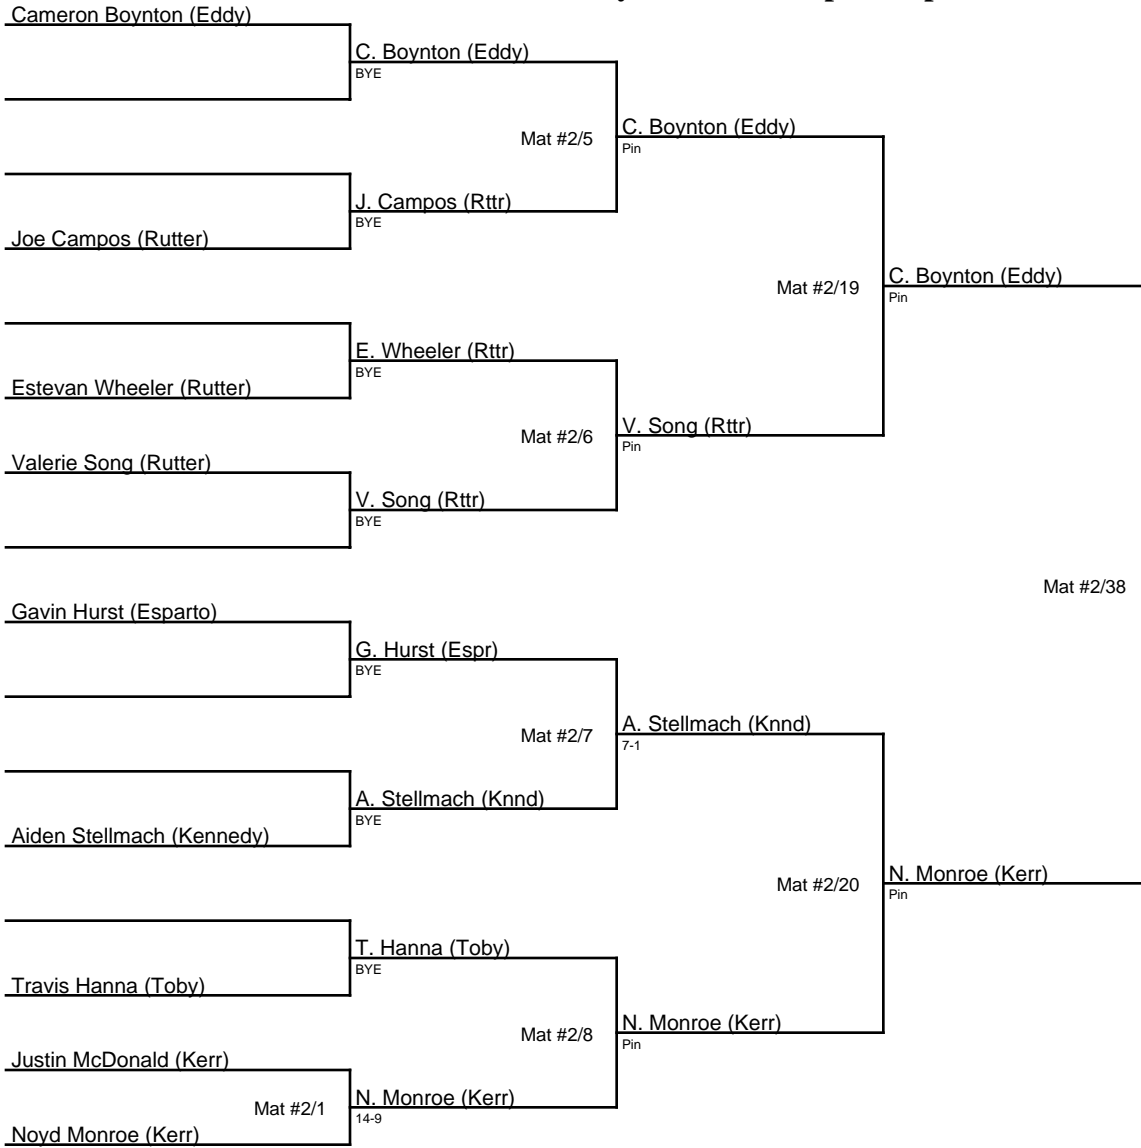 Cameron Boynton (Eddy)
C. Boynton (Eddy)
BYE
Mat #2/5
C. Boynton (Eddy)
Pin
J. Campos (Rttr)
BYE
Joe Campos (Rutter)
Mat #2/19
C. Boynton (Eddy)
Pin
E. Wheeler (Rttr)
BYE
Estevan Wheeler (Rutter)
Mat #2/6
V. Song (Rttr)
Pin
Valerie Song (Rutter)
V. Song (Rttr)
BYE
Mat #2/38
Gavin Hurst (Esparto)
G. Hurst (Espr)
BYE
Mat #2/7
A. Stellmach (Knnd)
7-1
A. Stellmach (Knnd)
BYE
Aiden Stellmach (Kennedy)
Mat #2/20
N. Monroe (Kerr)
Pin
T. Hanna (Toby)
BYE
Travis Hanna (Toby)
Mat #2/8
N. Monroe (Kerr)
Pin
Justin McDonald (Kerr)
Mat #2/1
N. Monroe (Kerr)
14-9
Noyd Monroe (Kerr)